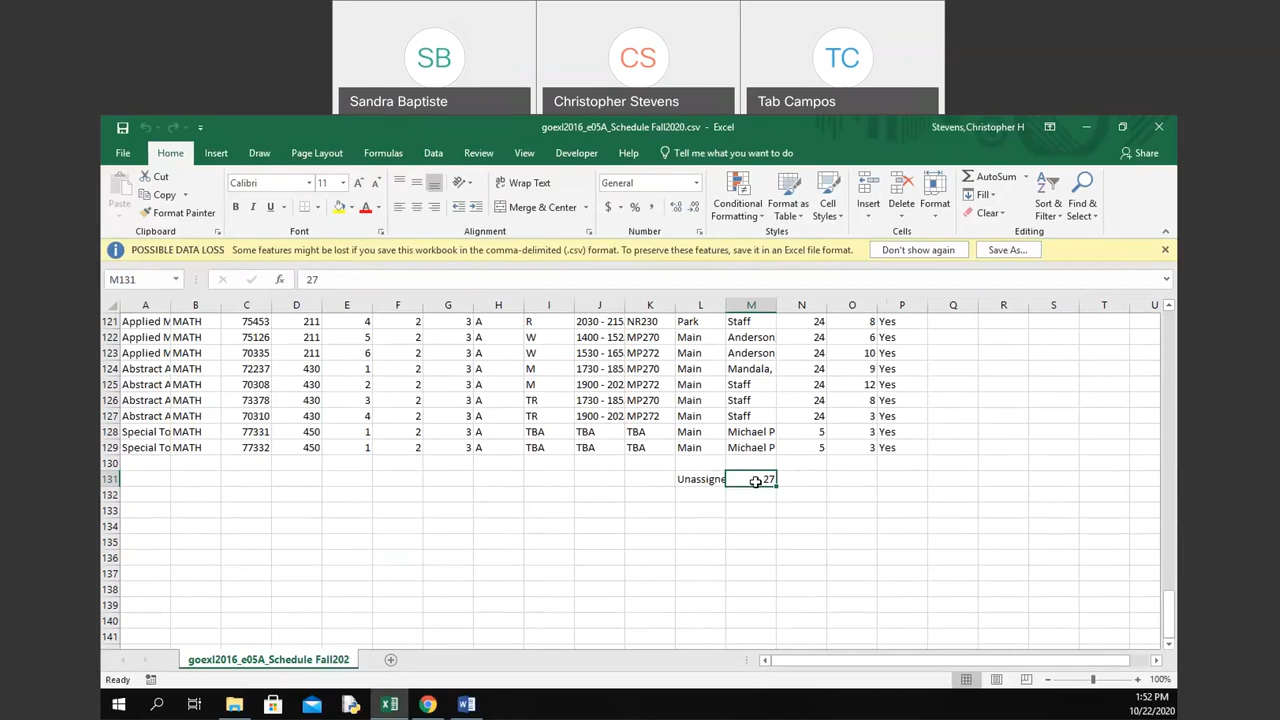 SB CS TC
Sandra Baptiste Christopher Stevens Tab Campos
goexl2016_e05A_Schedule Fall2020.csv - Excel Stevens,Christopher H
File Home Insert Draw Page Layout Formulas Data Review View Developer Help Tell me what you want to do Share
Paste Cut Copy Format Painter Clipboard
Calibri 11 A A B I U A Font
Wrap Text Merge & Center Alignment
General $ % , Number
Conditional Formatting Format as Table Cell Styles Styles
Insert Delete Format Cells
AutoSum Fill Clear Sort & Filter Find & Select Editing
POSSIBLE DATA LOSS Some features might be lost if you save this workbook in the comma-delimited (.csv) format. To preserve these features, save it in an Excel file format. Don't show again Save As...
M131 fx 27
A B C D E F G H I J K L M N O P Q R S T U
121 Applied M MATH 75453 211 4 2 3 A R 2030 - 215 NR230 Park Staff 24 8 Yes
122 Applied M MATH 75126 211 5 2 3 A W 1400 - 152 MP270 Main Anderson 24 6 Yes
123 Applied M MATH 70335 211 6 2 3 A W 1530 - 165 MP272 Main Anderson 24 10 Yes
124 Abstract A MATH 72237 430 1 2 3 A M 1730 - 185 MP270 Main Mandala, 24 9 Yes
125 Abstract A MATH 70308 430 2 2 3 A M 1900 - 202 MP272 Main Staff 24 12 Yes
126 Abstract A MATH 73378 430 3 2 3 A TR 1730 - 185 MP270 Main Staff 24 8 Yes
127 Abstract A MATH 70310 430 4 2 3 A TR 1900 - 202 MP272 Main Staff 24 3 Yes
128 Special To MATH 77331 450 1 2 3 A TBA TBA TBA Main Michael P 5 3 Yes
129 Special To MATH 77332 450 1 2 3 A TBA TBA TBA Main Michael P 5 3 Yes
130
131 Unassigne 27
132
133
134
135
136
137
138
139
140
141
goexl2016_e05A_Schedule Fall202
Ready 100%
1:52 PM
10/22/2020